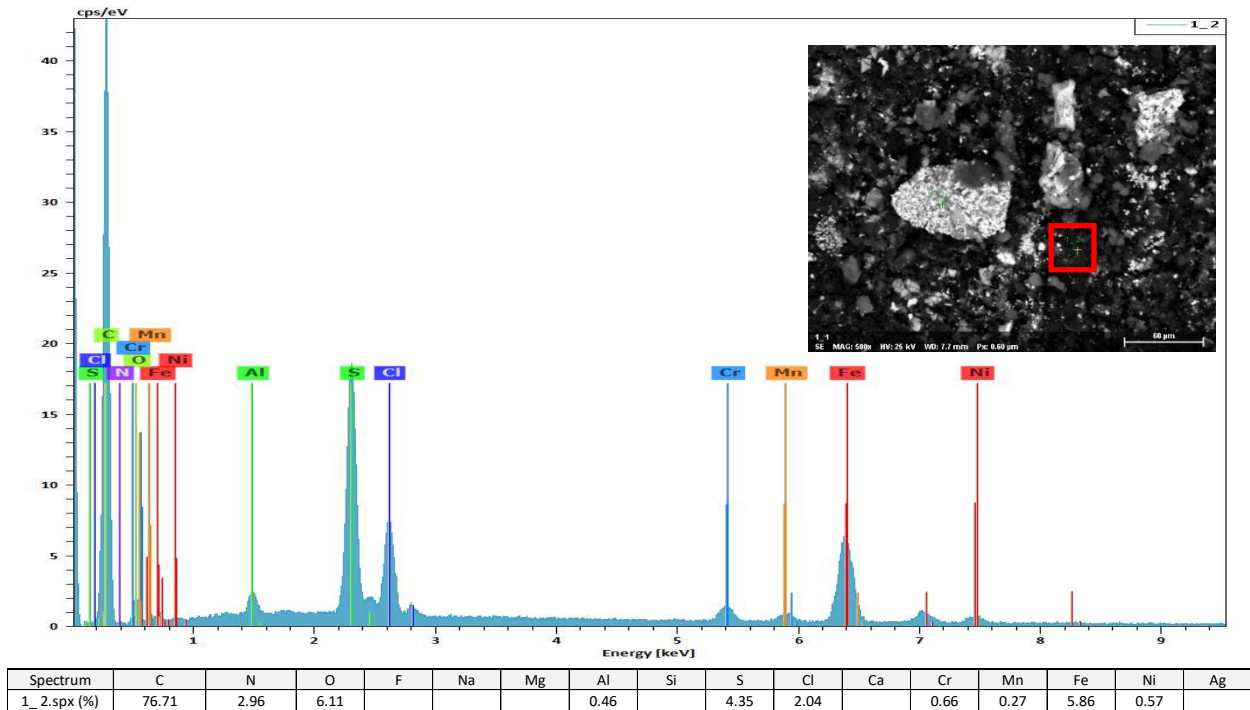 cps/eV
1_2
40
35
30
25
20
15
10
5
0
C Mn
Cr
Cl O Ni
S N Fe Al S Cl Cr Mn Fe Ni
1 2 3 4 5 6 7 8 9
Energy [keV]
1_1
SE MAG: 500x HV: 25 kV WD: 7.7 mm Px: 0.60 µm
60 µm
Spectrum C N O F Na Mg Al Si S Cl Ca Cr Mn Fe Ni Ag
1_ 2.spx (%) 76.71 2.96 6.11 0.46 4.35 2.04 0.66 0.27 5.86 0.57